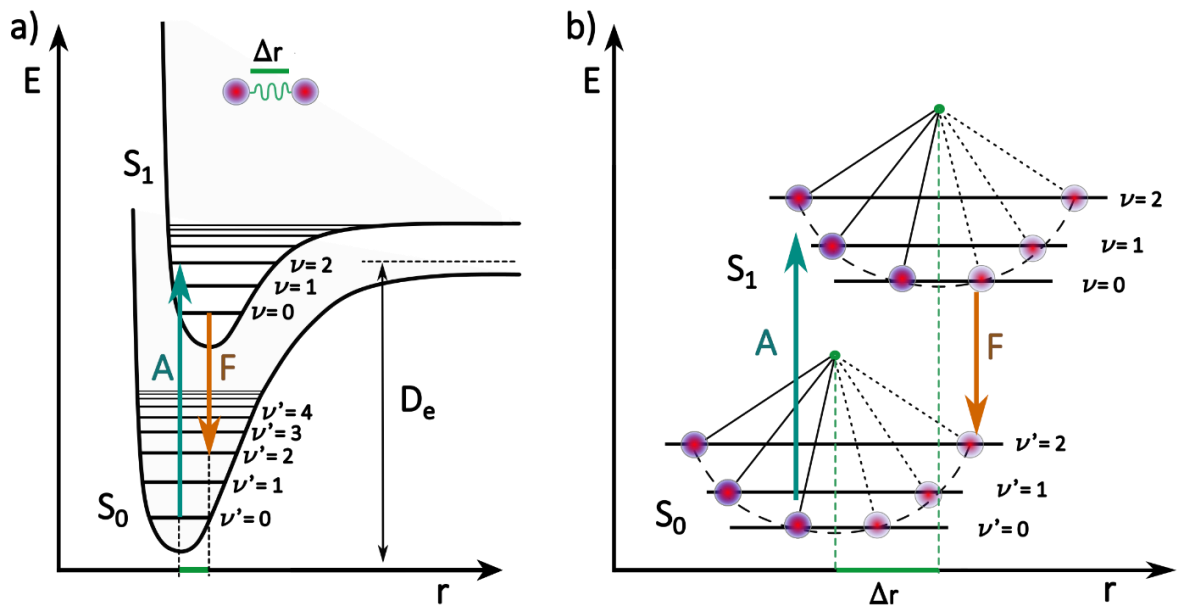 a)
E
Δr
S₁
ν = 2
ν = 1
ν = 0
A
F
Dₑ
ν' = 4
ν' = 3
ν' = 2
ν' = 1
ν' = 0
S₀
r
b)
E
ν = 2
ν = 1
ν = 0
S₁
A
F
ν' = 2
ν' = 1
ν' = 0
S₀
Δr
r